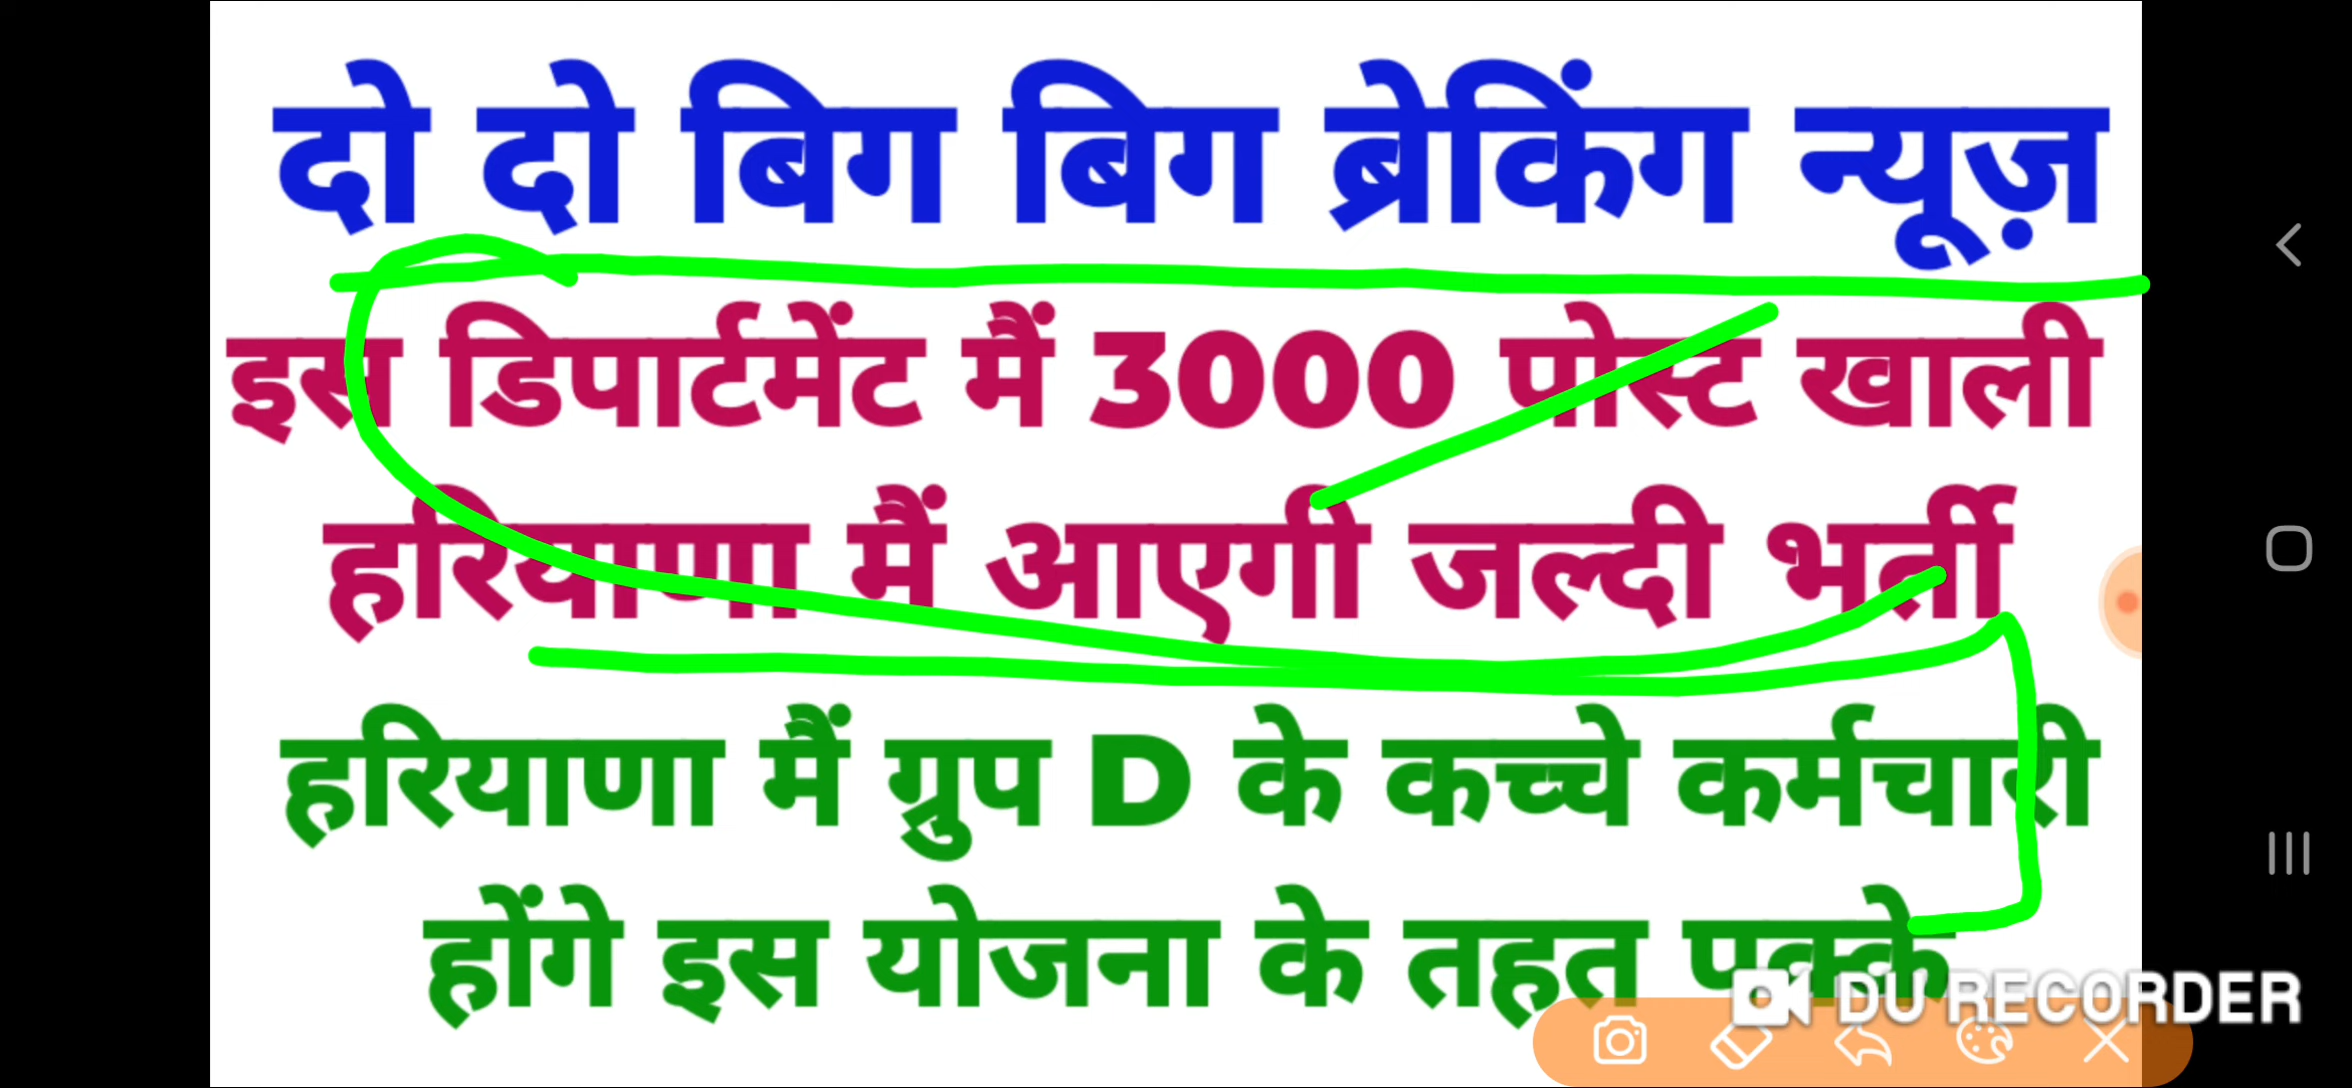 दो दो बिग बिग ब्रेकिंग न्यूज़
इस डिपार्टमेंट में 3000 पोस्ट खाली
हरियाणा में आएगी जल्दी भर्ती
हरियाणा में ग्रुप D के कच्चे कर्मचारी
होंगे इस योजना के तहत पक्के
DU RECORDER